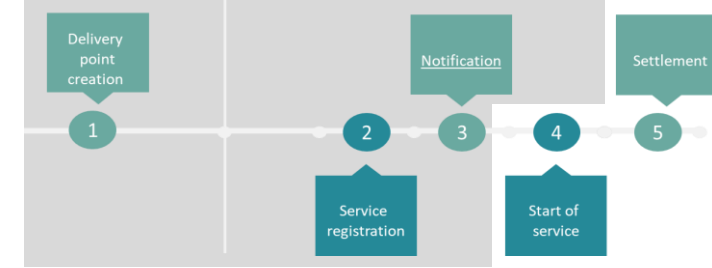 Delivery
point
creation
Notification
Settlement
1
2
3
4
5
Service
registration
Start of
service